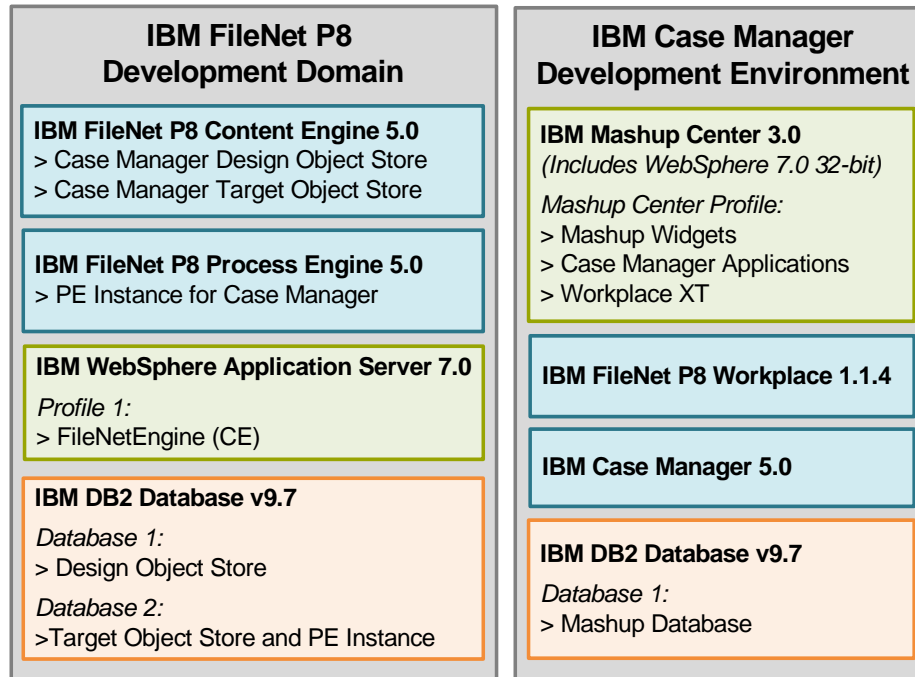 IBM FileNet P8
Development Domain
IBM FileNet P8 Content Engine 5.0
> Case Manager Design Object Store
> Case Manager Target Object Store
IBM FileNet P8 Process Engine 5.0
> PE Instance for Case Manager
IBM WebSphere Application Server 7.0
Profile 1:
> FileNetEngine (CE)
IBM DB2 Database v9.7
Database 1:
> Design Object Store
Database 2:
>Target Object Store and PE Instance
IBM Case Manager
Development Environment
IBM Mashup Center 3.0
(Includes WebSphere 7.0 32-bit)
Mashup Center Profile:
> Mashup Widgets
> Case Manager Applications
> Workplace XT
IBM FileNet P8 Workplace 1.1.4
IBM Case Manager 5.0
IBM DB2 Database v9.7
Database 1:
> Mashup Database